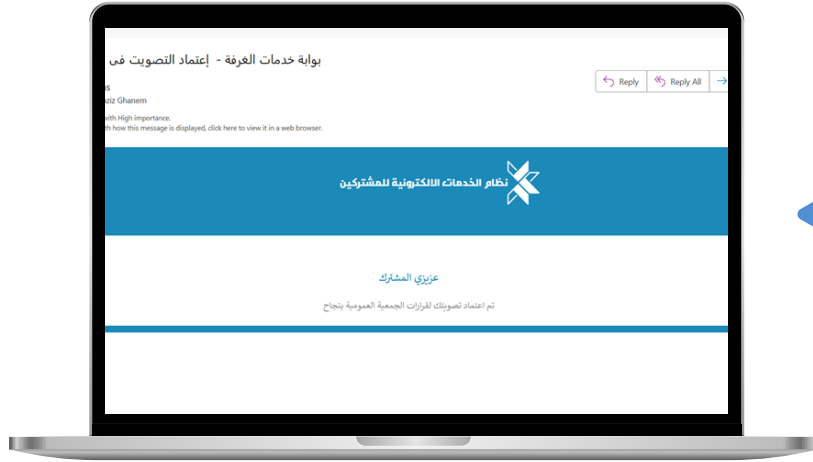 بوابة خدمات الغرفة - إعتماد التصويت فى
Reply
Reply All
Ghanem
with High importance.
how this message is displayed, click here to view it in a web browser.
نظام الخدمات الالكترونية للمشتركين
عزيزي المشترك
تم اعتماد تصويتك لقرارات الجمعية العمومية بنجاح